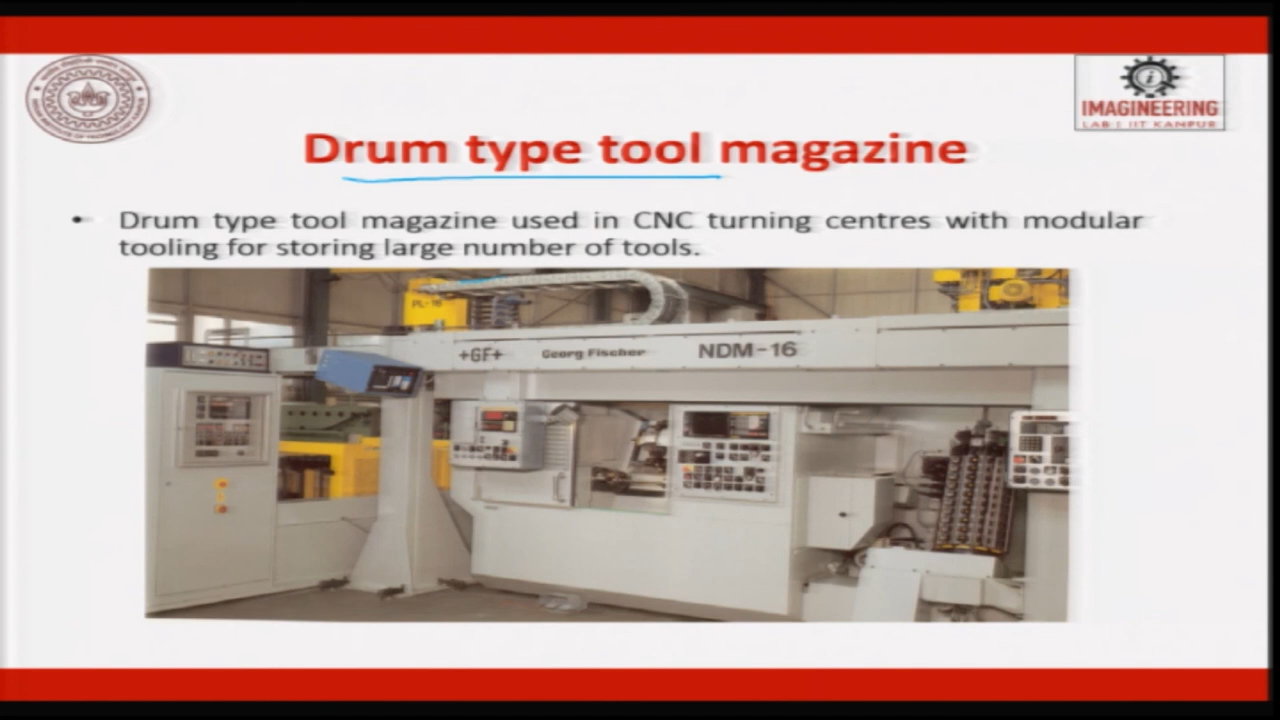 IMAGINEERING
LAB : IIT KANPUR
Drum type tool magazine
• Drum type tool magazine used in CNC turning centres with modular
tooling for storing large number of tools.
PL-16
+GF+ Georg Fischer NDM-16